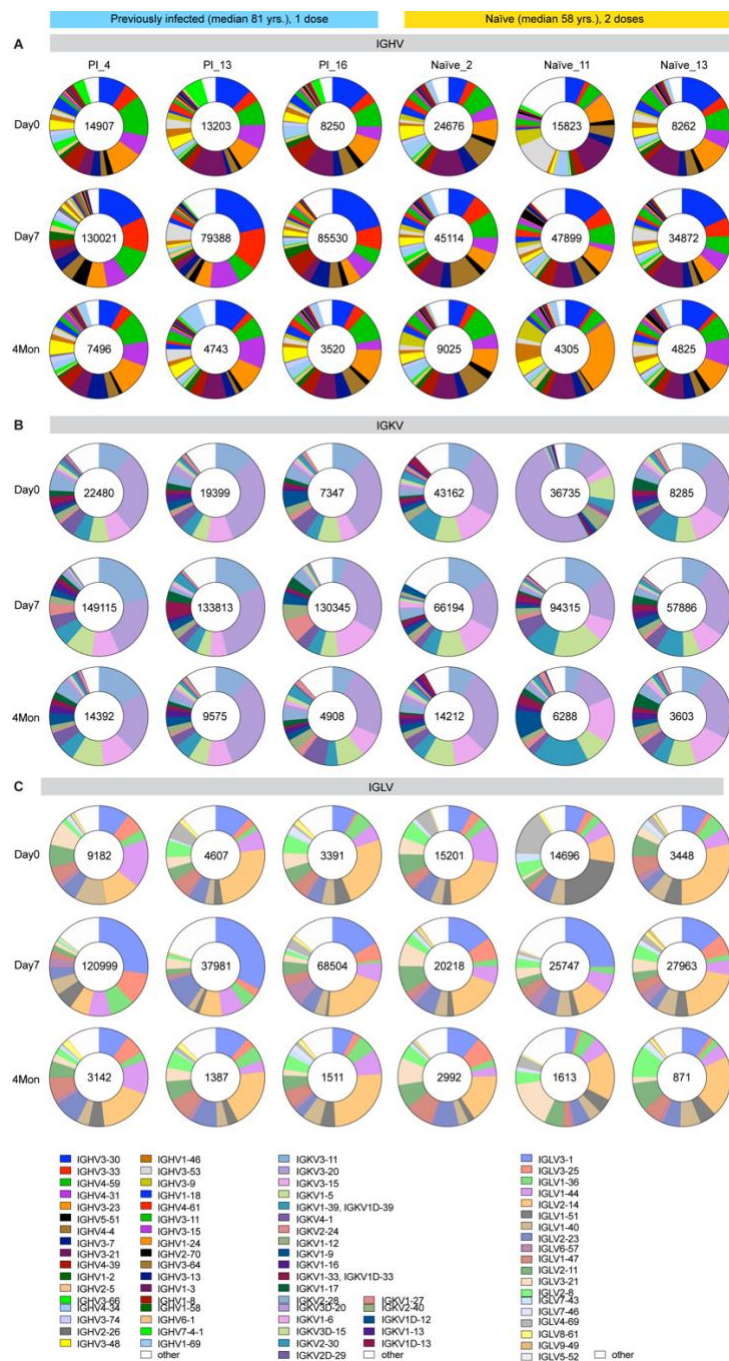 Previously infected (median 81 yrs.), 1 dose Naïve (median 58 yrs.), 2 doses
A IGHV
PI_4 PI_13 PI_16 Naïve_2 Naïve_11 Naïve_13
Day0 14907 13203 8250 24676 15823 8262
Day7 130021 79388 85530 45114 47899 34872
4Mon 7496 4743 3520 9025 4305 4825
B IGKV
Day0 22480 19399 7347 43162 36735 8285
Day7 149115 133813 130345 66194 94315 57886
4Mon 14392 9575 4908 14212 6288 3603
C IGLV
Day0 9182 4607 3391 15201 14696 3448
Day7 120999 37981 68504 20218 25747 27963
4Mon 3142 1387 1511 2992 1613 871
IGHV3-30
IGHV3-33
IGHV4-59
IGHV4-31
IGHV3-23
IGHV5-51
IGHV4-4
IGHV3-7
IGHV3-21
IGHV4-39
IGHV1-2
IGHV2-5
IGHV3-66
IGHV4-34
IGHV3-74
IGHV2-26
IGHV3-48
IGHV1-46
IGHV3-53
IGHV3-9
IGHV1-18
IGHV4-61
IGHV3-11
IGHV3-15
IGHV1-24
IGHV2-70
IGHV3-64
IGHV3-13
IGHV1-3
IGHV1-8
IGHV1-58
IGHV6-1
IGHV7-4-1
IGHV1-69
other
IGKV3-11
IGKV3-20
IGKV3-15
IGKV1-5
IGKV1-39, IGKV1D-39
IGKV4-1
IGKV2-24
IGKV1-12
IGKV1-9
IGKV1-16
IGKV1-33, IGKV1D-33
IGKV1-17
IGKV2-28
IGKV3D-20
IGKV1-6
IGKV3D-15
IGKV2-30
IGKV2D-29
IGKV1-27
IGKV2-40
IGKV1D-12
IGKV1-13
IGKV1D-13
other
IGLV3-1
IGLV3-25
IGLV1-36
IGLV1-44
IGLV2-14
IGLV1-51
IGLV1-40
IGLV2-23
IGLV6-57
IGLV1-47
IGLV2-11
IGLV3-21
IGLV2-8
IGLV7-43
IGLV7-46
IGLV4-69
IGLV8-61
IGLV9-49
IGLV5-52
other